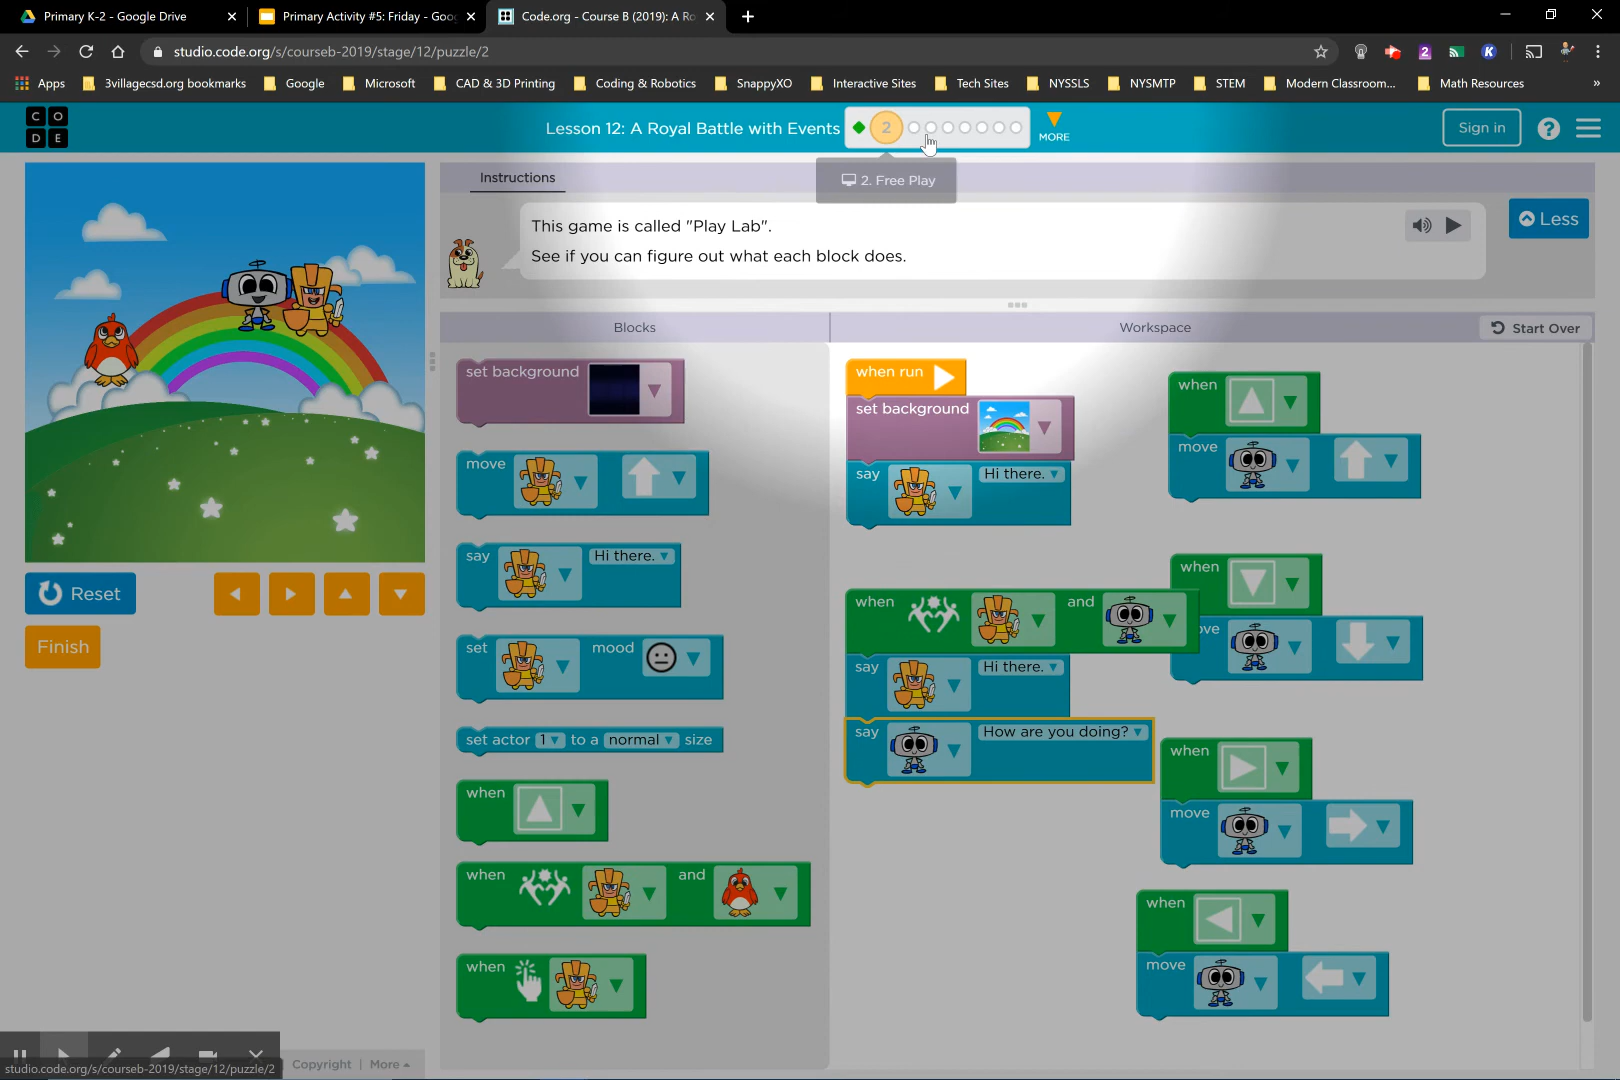 Primary K-2 - Google Drive
Primary Activity #5: Friday - Goo
Code.org - Course B (2019): A Ro
studio.code.org/s/courseb-2019/stage/12/puzzle/2
Apps
3villagecsd.org bookmarks
Google
Microsoft
CAD & 3D Printing
Coding & Robotics
SnappyXO
Interactive Sites
Tech Sites
NYSSLS
NYSMTP
STEM
Modern Classroom...
Math Resources
»
C O
D E
Lesson 12: A Royal Battle with Events
2
MORE
Sign in
?
2. Free Play
Instructions
This game is called "Play Lab".
See if you can figure out what each block does.
Less
Blocks
Workspace
Start Over
set background
move
say Hi there.
set mood
set actor 1 to a normal size
when
when and
when
when run
set background
say Hi there.
when and
say Hi there.
say How are you doing?
when
move
when
ove
when
move
when
move
Reset
Finish
Copyright | More
studio.code.org/s/courseb-2019/stage/12/puzzle/2